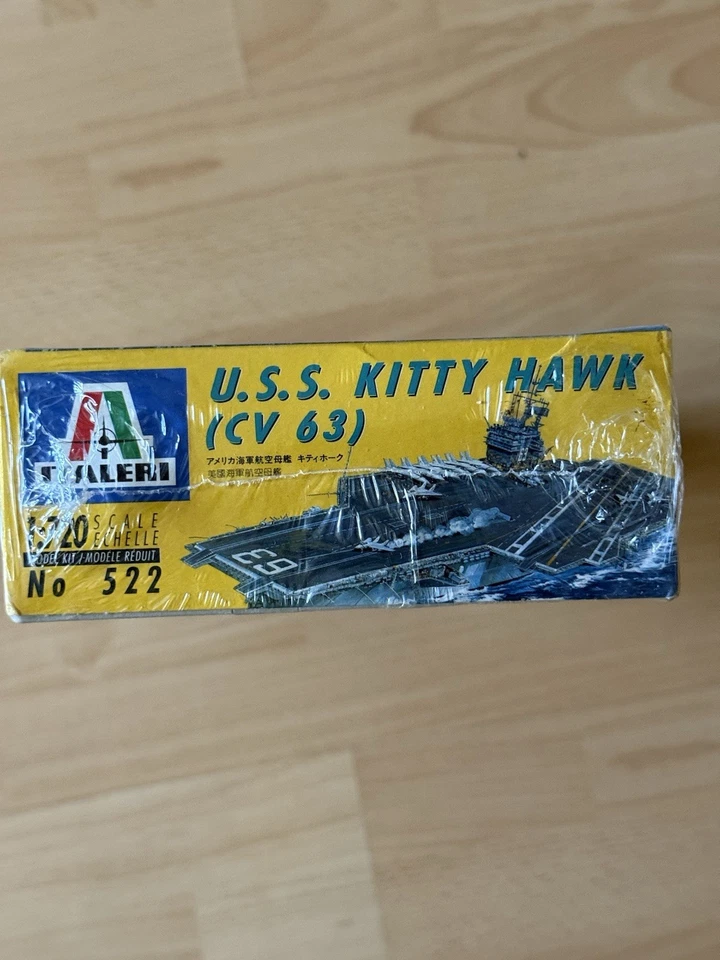 U.S.S. KITTY HAWK
(CV 63)
アメリカ海軍航空母艦 キティホーク
美國海軍航空母艦
ITALERI
1:720 SCALE
ECHELLE
MODEL KIT / MODELE REDUIT
No 522
63